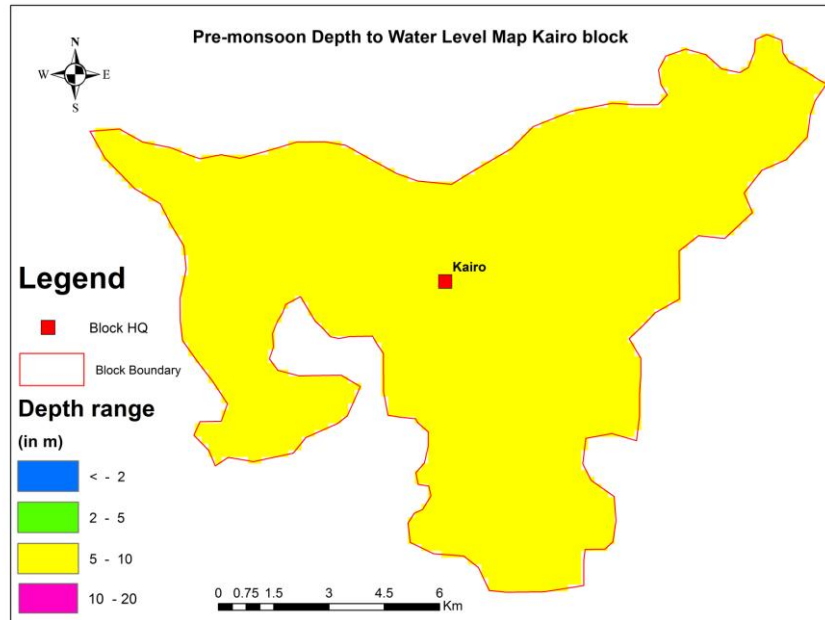 Pre-monsoon Depth to Water Level Map Kairo block
N
W E
S
Kairo
Legend
Block HQ
Block Boundary
Depth range
(in m)
< - 2
2 - 5
5 - 10
10 - 20
0 0.75 1.5 3 4.5 6
Km